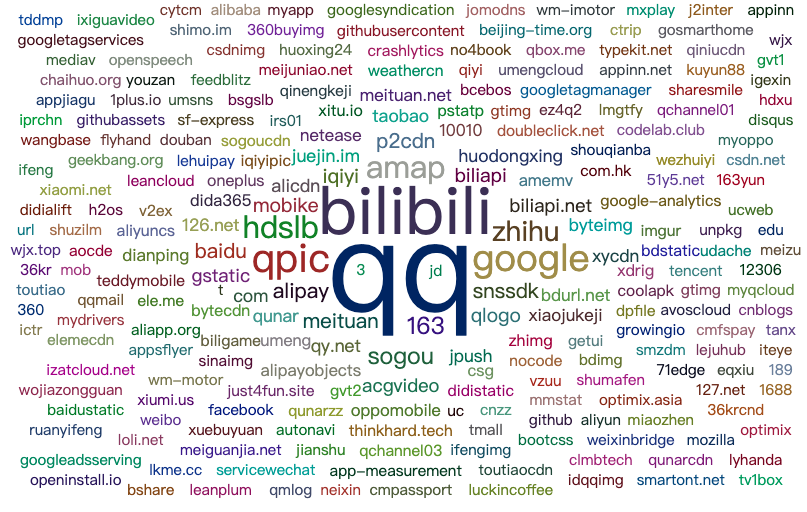 cytcm alibaba myapp googlesyndication jomodns wm-imotor mxplay j2inter appinn
tddmp ixiguavideo shimo.im 360buyimg githubusercontent beijing-time.org ctrip gosmarthome
googletagservices csdnimg huoxing24 crashlytics no4book qbox.me typekit.net qiniucdn wjx
mediav openspeech meijuniao.net weathercn qiyi umengcloud appinn.net kuyun88 gvt1
chaihuo.org youzan feedblitz qinengkeji meituan.net bcebos googletagmanager sharesmile igexin
appjiagu 1plus.io umsns bsgslb xitu.io taobao pstatp gtimg ez4q2 lmgtfy qchannel01 hdxu
iprchn githubassets sf-express irs01 netease p2cdn 10010 doubleclick.net codelab.club disqus
wangbase flyhand douban sogoucdn juejin.im amap huodongxing shouqianba myoppo
ifeng geekbang.org lehuipay iqiyipic iqiyi biliapi amemv com.hk wezhuiyi csdn.net
xiaomi.net leancloud oneplus alicdn bilibili 51y5.net 163yun
didialift h2os v2ex dida365 mobike biliapi.net google-analytics ucweb
url shuzilm aliyuncs 126.net hdslb zhihu byteimg imgur unpkg edu
wjx.top aocde dianping baidu qpic qq google xycdn bdstatic udache meizu
36kr mob teddymobile gstatic 3 jd xdrig tencent 12306
toutiao qqmail ele.me t com alipay snssdk bdurl.net coolapk gtimg myqcloud
360 mydrivers bytecdn qunar meituan 163 qlogo xiaojukeji dpfile avoscloud cnblogs
ictr elemecdn aliapp.org biligame umeng qy.net zhimg getui growingio cmfspay tanx
appsflyer sinaimg sogou jpush nocode bdimg smzdm lejuhub iteye
izatcloud.net wm-motor alipayobjects csg vzuu shumafen 71edge eqxiu 189
wojiazongguan xiumi.us just4fun.site gvt2 acgvideo didistatic mmstat optimix.asia 127.net 1688
baidustatic weibo facebook qunarzz oppomobile uc cnzz github aliyun miaozhen 36krcnd
ruanyifeng loli.net xuebuyuan autonavi thinkhard.tech tmall bootcss weixinbridge mozilla optimix
googleadsserving meiguanjia.net jianshu qchannel03 ifengimg clmbtech qunarcdn lyhanda
openinstall.io lkme.cc servicewechat app-measurement toutiaocdn idqqimg smartont.net tv1box
bshare leanplum qmlog neixin cmpassport luckincoffee